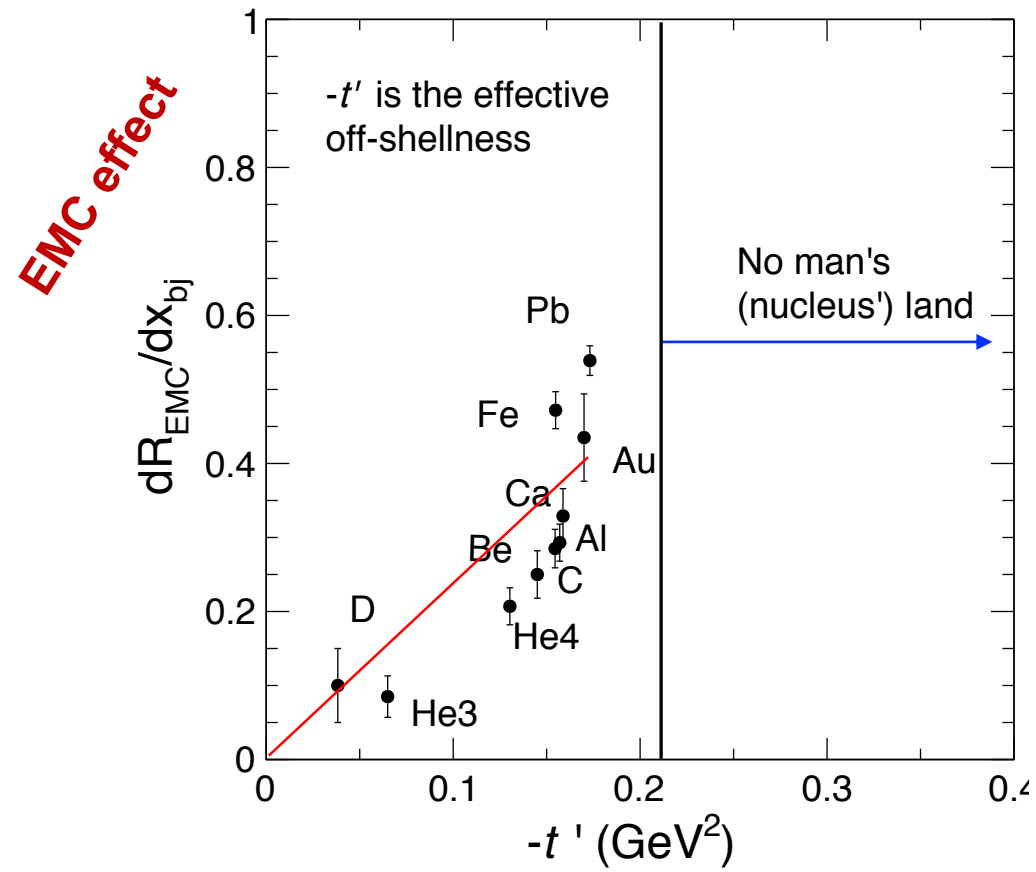 EMC effect
-t' is the effective
off-shellness
No man's
(nucleus') land
Pb
Fe
Au
Ca
Al
Be
C
D
He4
He3
dR_EMC/dx_bj
1
0.8
0.6
0.4
0.2
0
0
0.1
0.2
0.3
0.4
-t ' (GeV²)